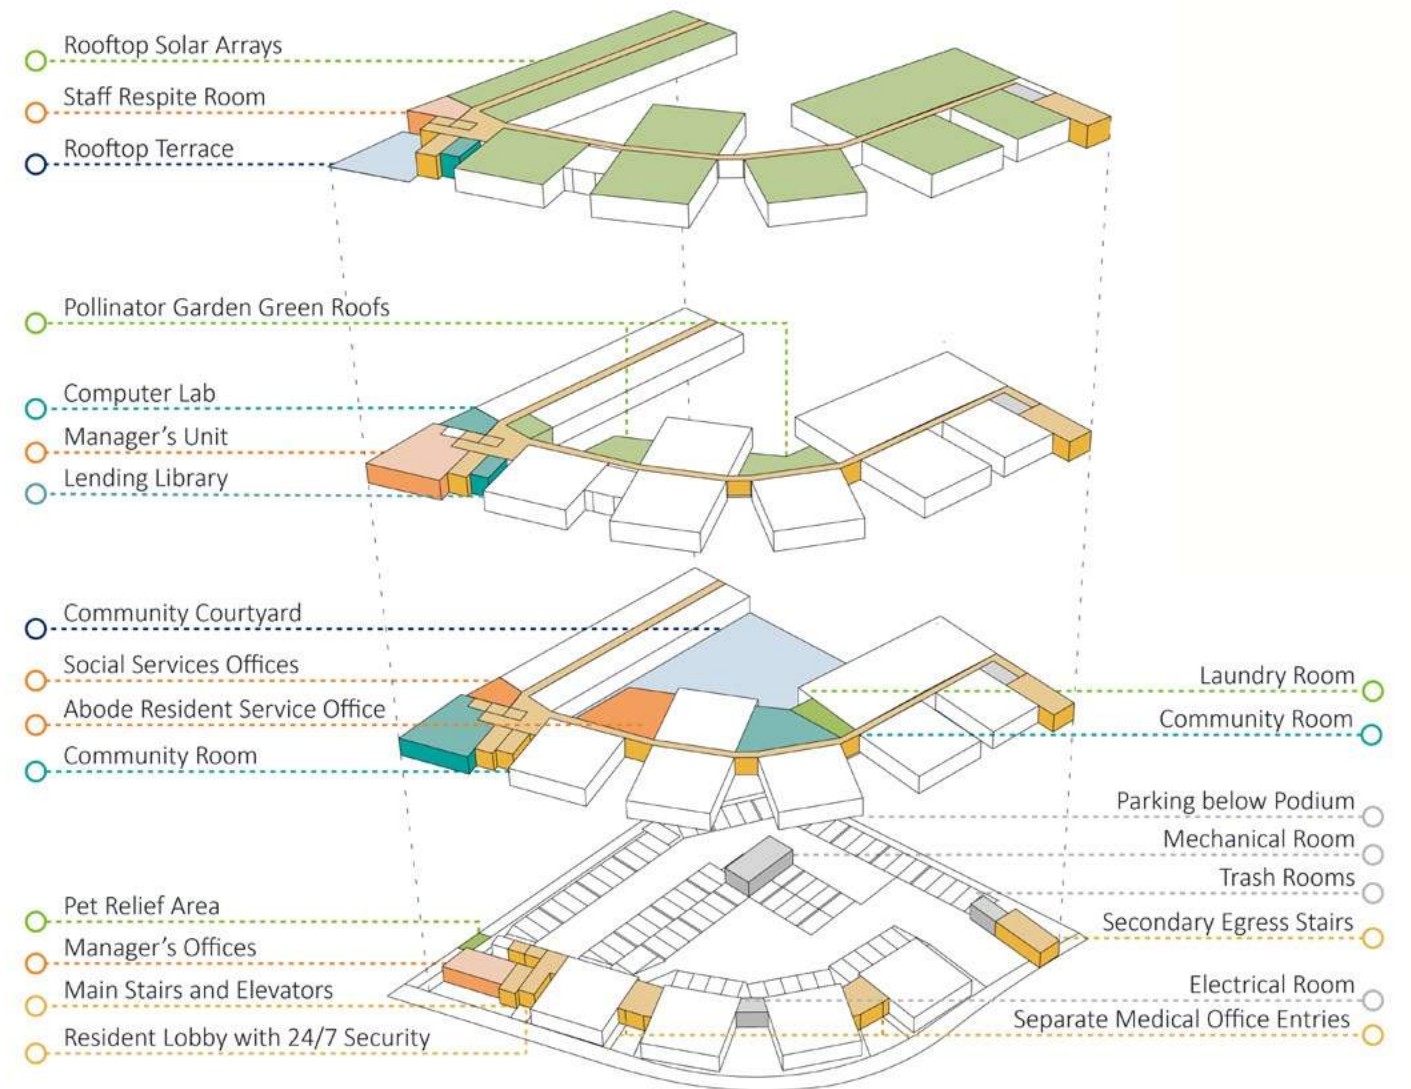 Rooftop Solar Arrays
Staff Respite Room
Rooftop Terrace
Pollinator Garden Green Roofs
Computer Lab
Manager’s Unit
Lending Library
Community Courtyard
Social Services Offices
Abode Resident Service Office
Community Room
Laundry Room
Community Room
Parking below Podium
Mechanical Room
Trash Rooms
Secondary Egress Stairs
Electrical Room
Separate Medical Office Entries
Pet Relief Area
Manager’s Offices
Main Stairs and Elevators
Resident Lobby with 24/7 Security